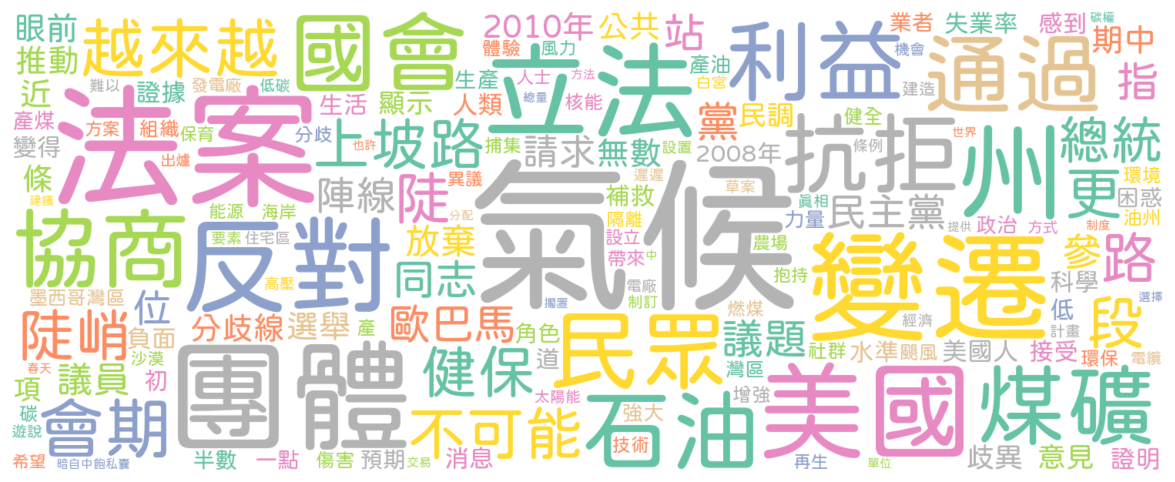 眼前
越來越
國會
2010年
公共
站
利益
業者
失業率
感到
碳權
推動
體驗
風力
立法
機會
通過
期中
近
難以
發電廠
低碳
生活
顯示
生產
人士
方法
人類
總量
核能
產油
白宮
建造
指
產煤
證據
法案
方案
組織
保育
分歧
上坡路
捕集
設置
黨
民調
健全
抗拒
世界
州
總統
變得
出爐
也許
請求
無數
2008年
條例
環境
條
建議
陣線
陡
異議
遲遲
草案
氣候
補救
真相
民主黨
更
困惑
油州
能源
海岸
分配
隔離
力量
提供
政治
方式
制度
協商
反對
要素
住宅區
放棄
設立
帶來
中
農場
變遷
參
路
高壓
同志
擱置
電廠
制訂
抱持
科學
選擇
墨西哥灣區
位
燃煤
經濟
低
計畫
段
陡峭
負面
分歧線
選舉
產
歐巴馬
角色
民眾
議題
社群
水準
颶風
美國人
接受
環保
電纜
春天
沙漠
項
議員
初
團體
健保
道
太陽能
灣區
增強
美國
煤礦
碳
遊說
會期
不可能
石油
強大
技術
希望
暗自中飽私囊
半數
一點
傷害
預期
交易
消息
再生
單位
歧異
意見
證明